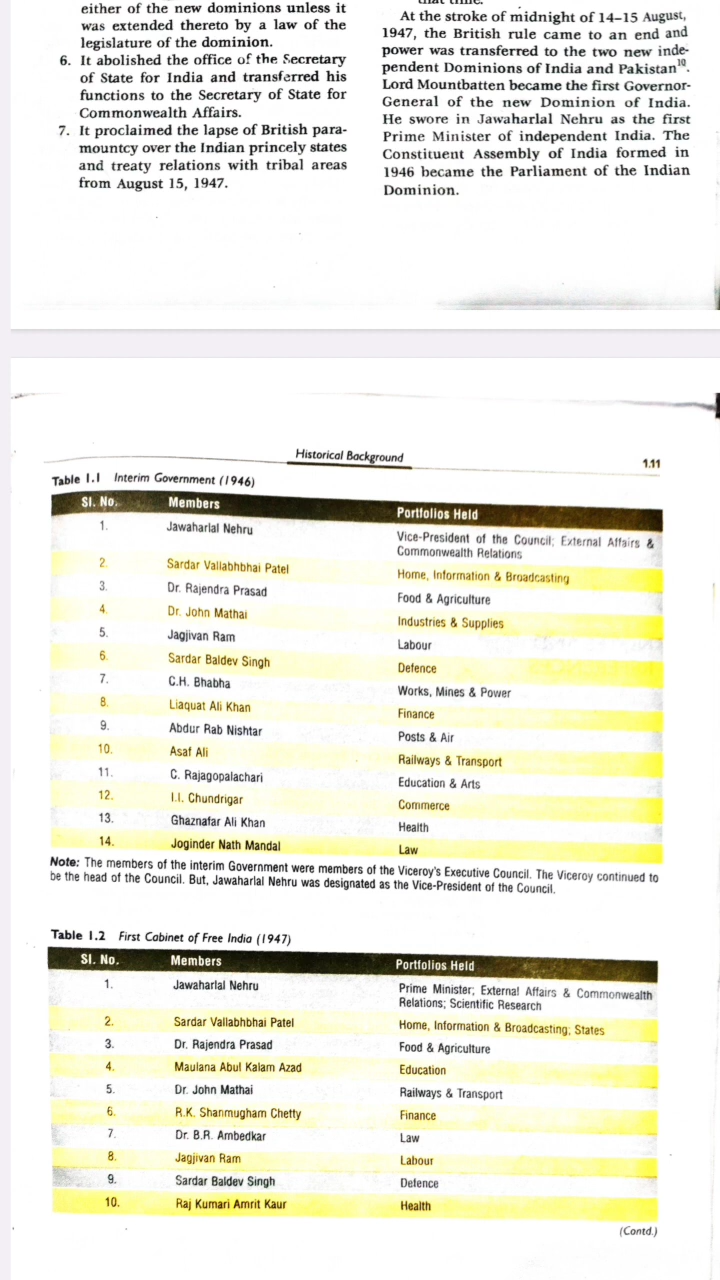 either of the new dominions unless it
was extended thereto by a law of the
legislature of the dominion.
6. It abolished the office of the Secretary
of State for India and transferred his
functions to the Secretary of State for
Commonwealth Affairs.
7. It proclaimed the lapse of British para-
mountcy over the Indian princely states
and treaty relations with tribal areas
from August 15, 1947.
that time.
At the stroke of midnight of 14–15 August,
1947, the British rule came to an end and
power was transferred to the two new inde-
pendent Dominions of India and Pakistan10.
Lord Mountbatten became the first Governor-
General of the new Dominion of India.
He swore in Jawaharlal Nehru as the first
Prime Minister of independent India. The
Constituent Assembly of India formed in
1946 became the Parliament of the Indian
Dominion.
Historical Background 1.11
Table 1.1 Interim Government (1946)
Sl. No. Members Portfolios Held
1. Jawaharlal Nehru Vice-President of the Council; External Affairs &
Commonwealth Relations
2. Sardar Vallabhbhai Patel Home, Information & Broadcasting
3. Dr. Rajendra Prasad Food & Agriculture
4. Dr. John Mathai Industries & Supplies
5. Jagjivan Ram Labour
6. Sardar Baldev Singh Defence
7. C.H. Bhabha Works, Mines & Power
8. Liaquat Ali Khan Finance
9. Abdur Rab Nishtar Posts & Air
10. Asaf Ali Railways & Transport
11. C. Rajagopalachari Education & Arts
12. I.I. Chundrigar Commerce
13. Ghaznafar Ali Khan Health
14. Joginder Nath Mandal Law
Note: The members of the interim Government were members of the Viceroy's Executive Council. The Viceroy continued to
be the head of the Council. But, Jawaharlal Nehru was designated as the Vice-President of the Council.
Table 1.2 First Cabinet of Free India (1947)
Sl. No. Members Portfolios Held
1. Jawaharlal Nehru Prime Minister; External Affairs & Commonwealth
Relations; Scientific Research
2. Sardar Vallabhbhai Patel Home, Information & Broadcasting; States
3. Dr. Rajendra Prasad Food & Agriculture
4. Maulana Abul Kalam Azad Education
5. Dr. John Mathai Railways & Transport
6. R.K. Shanmugham Chetty Finance
7. Dr. B.R. Ambedkar Law
8. Jagjivan Ram Labour
9. Sardar Baldev Singh Defence
10. Raj Kumari Amrit Kaur Health
(Contd.)